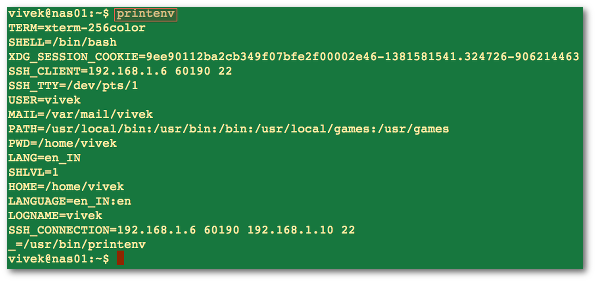 vivek@nas01:~$ printenv
TERM=xterm-256color
SHELL=/bin/bash
XDG_SESSION_COOKIE=9ee90112ba2cb349f07bfe2f00002e46-1381581541.324726-906214463
SSH_CLIENT=192.168.1.6 60190 22
SSH_TTY=/dev/pts/1
USER=vivek
MAIL=/var/mail/vivek
PATH=/usr/local/bin:/usr/bin:/bin:/usr/local/games:/usr/games
PWD=/home/vivek
LANG=en_IN
SHLVL=1
HOME=/home/vivek
LANGUAGE=en_IN:en
LOGNAME=vivek
SSH_CONNECTION=192.168.1.6 60190 192.168.1.10 22
_=/usr/bin/printenv
vivek@nas01:~$